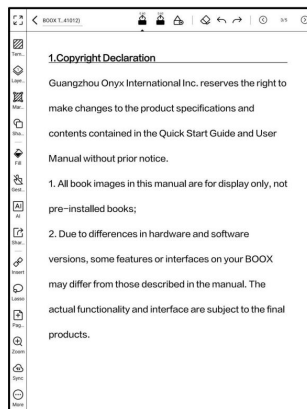 BOOX T...41012)
3/5
Tem...
Laye...
Mar...
Sha...
Fill
Gest...
AI
AI
Shar...
Insert
Lasso
Pag...
Zoom
Sync
More
1.Copyright Declaration
Guangzhou Onyx International Inc. reserves the right to
make changes to the product specifications and
contents contained in the Quick Start Guide and User
Manual without prior notice.
1. All book images in this manual are for display only, not
pre-installed books;
2. Due to differences in hardware and software
versions, some features or interfaces on your BOOX
may differ from those described in the manual. The
actual functionality and interface are subject to the final
products.